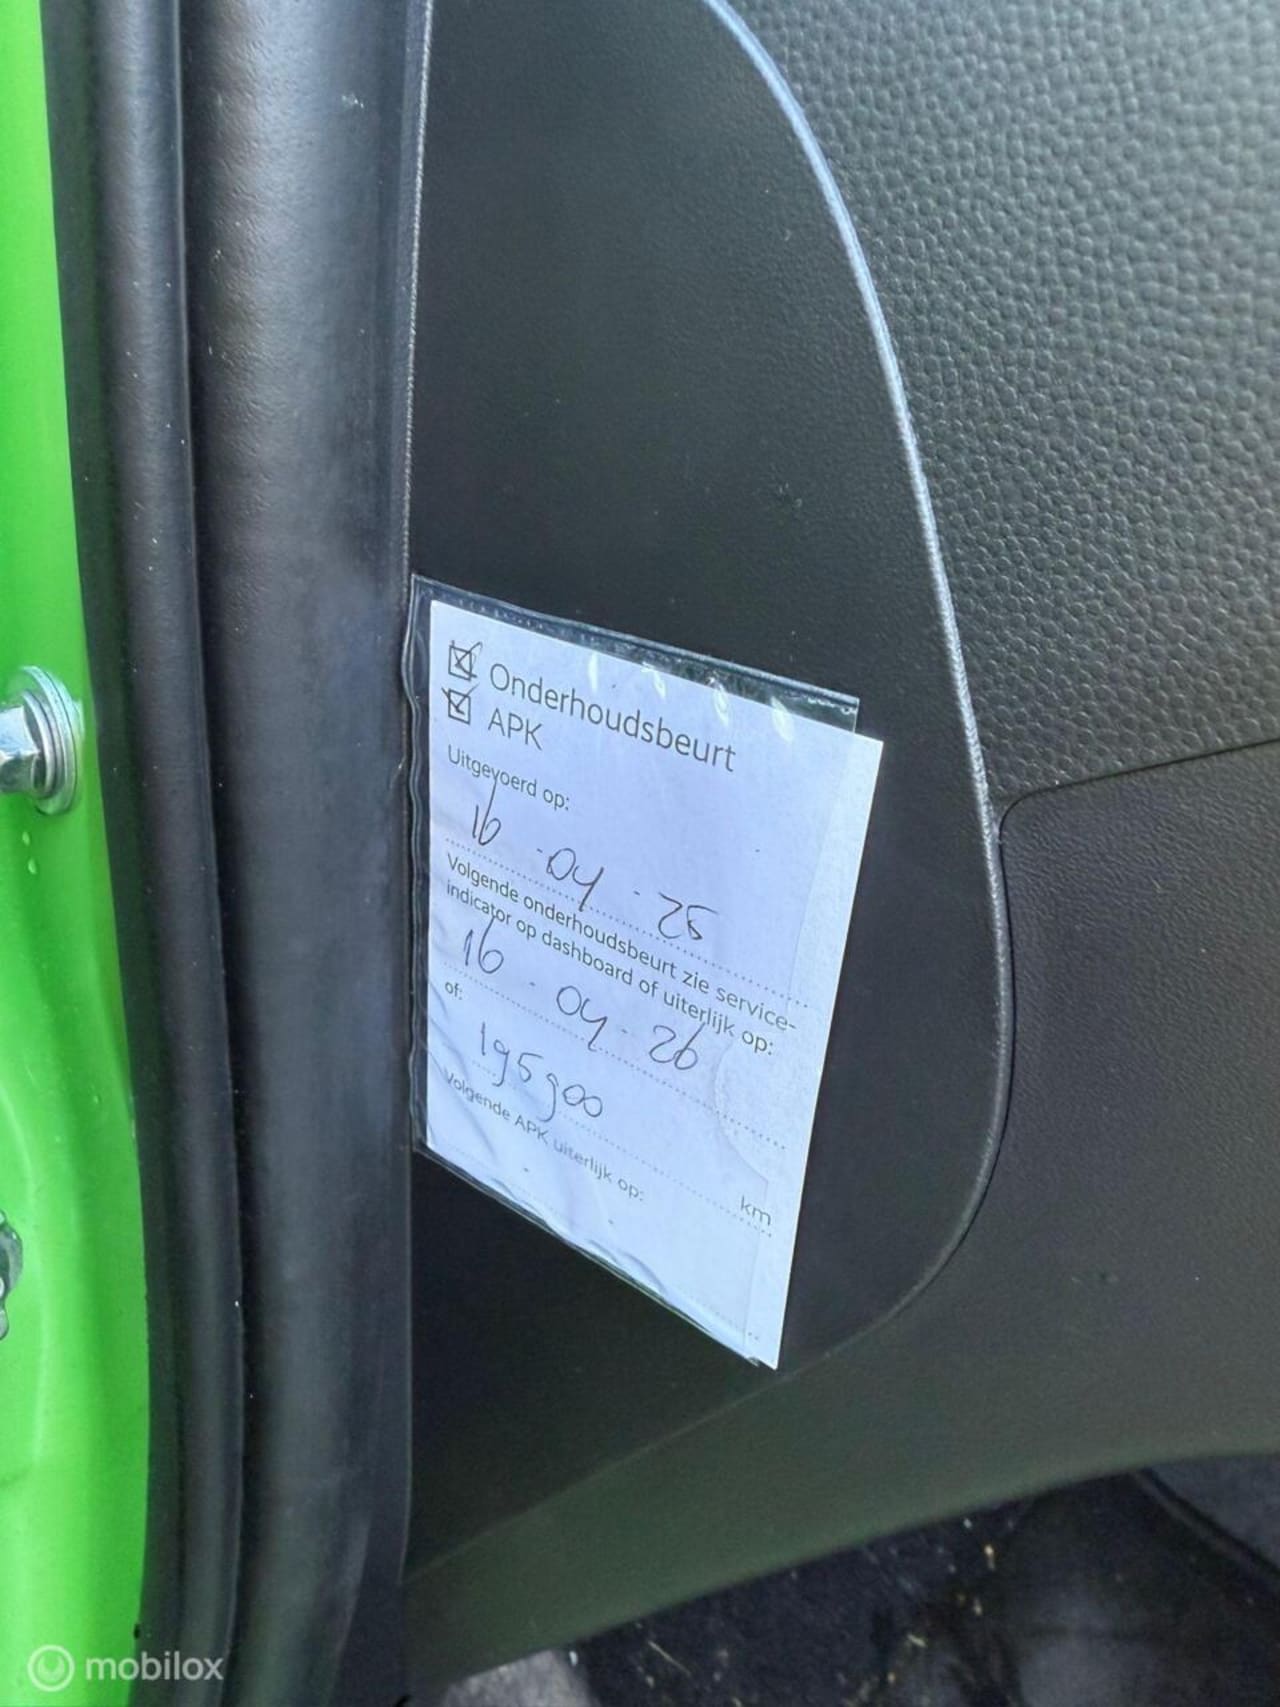 Onderhoudsbeurt
APK
Uitgevoerd op:
16-04-25
Volgende onderhoudsbeurt zie service-
indicator op dashboard of uiterlijk op:
16-04-26
of:
195900
km
Volgende APK uiterlijk op:
mobilox